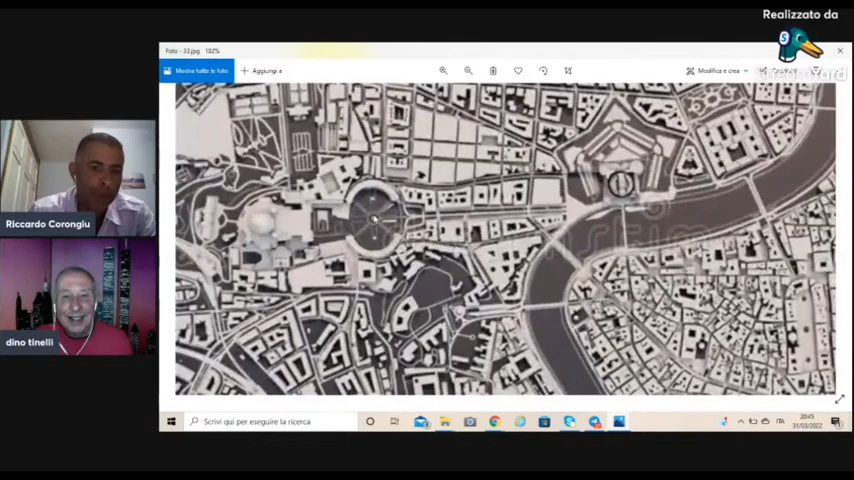 Realizzato da
Foto - 33.jpg 182%
Mostra tutte le foto
Aggiungi a
Modifica e crea
Riccardo Corongiu
dino tinelli
Scrivi qui per eseguire la ricerca
ITA
20:45
31/03/2022